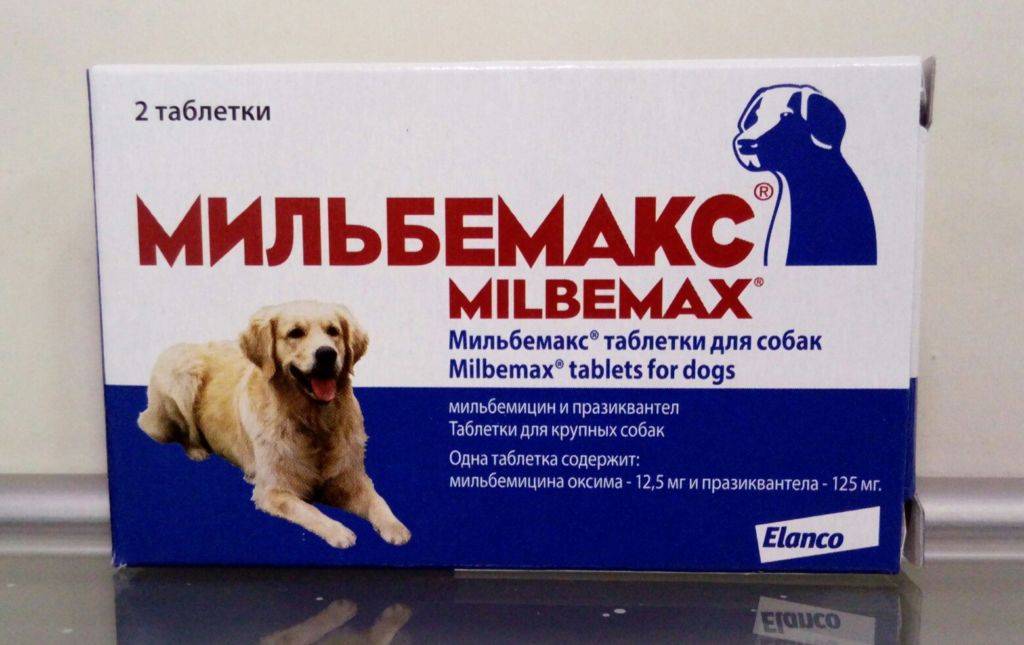 2 таблетки
МИЛЬБЕМАКС®
MILBEMAX®
Мильбемакс® таблетки для собак
Milbemax® tablets for dogs
мильбемицин и празиквантел
Таблетки для крупных собак
Одна таблетка содержит:
мильбемицина оксима - 12,5 мг и празиквантела - 125 мг.
Elanco